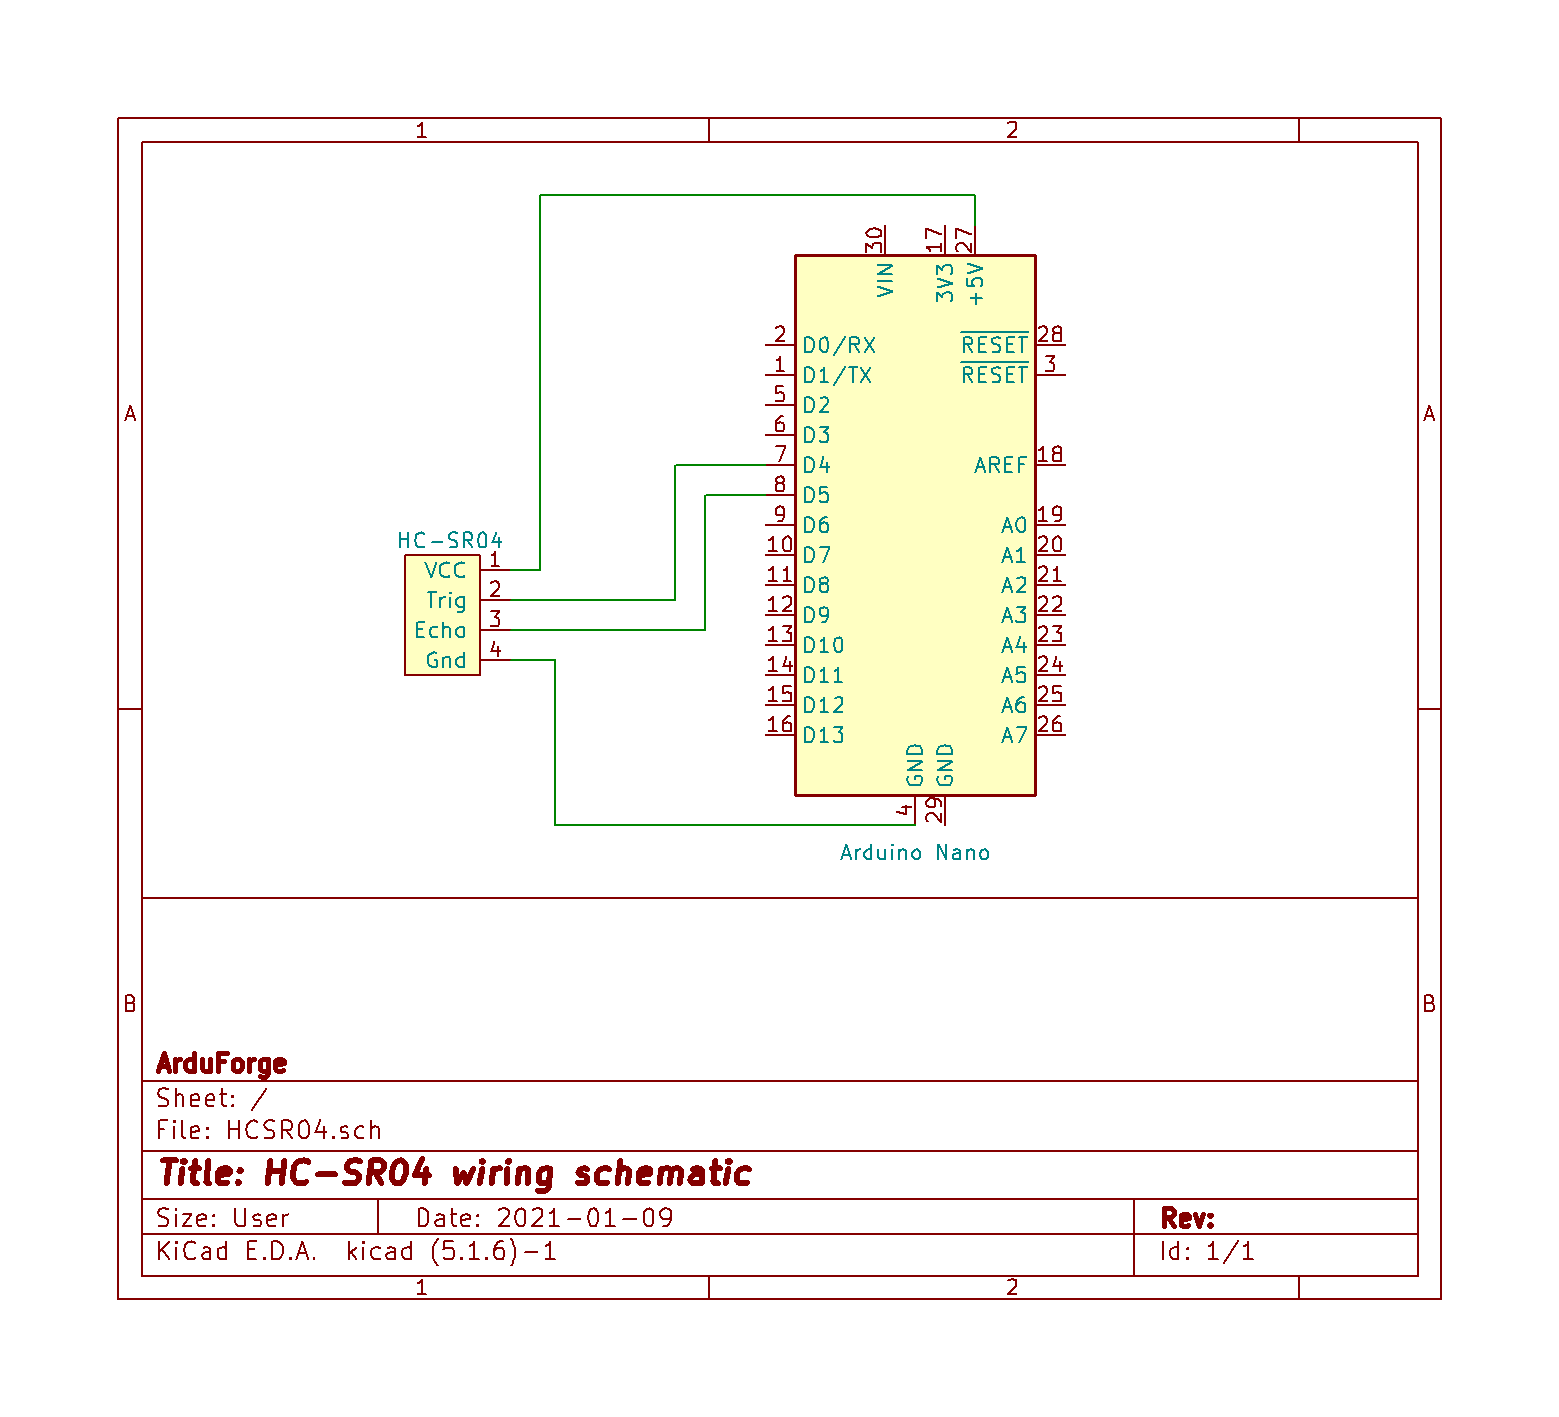 1 2
30 17 27
VIN 3V3 +5V
2 D0/RX RESET 28
1 D1/TX RESET 3
5 D2
A A
6 D3
7 D4 AREF 18
8 D5
9 D6 A0 19
HC-SR04
10 D7 A1 20
VCC 1
11 D8 A2 21
Trig 2
12 D9 A3 22
Echo 3
13 D10 A4 23
Gnd 4
14 D11 A5 24
15 D12 A6 25
16 D13 A7 26
GND GND
4 29
Arduino Nano
B B
ArduForge
Sheet: /
File: HCSR04.sch
Title: HC-SR04 wiring schematic
Size: User Date: 2021-01-09 Rev:
KiCad E.D.A. kicad (5.1.6)-1 Id: 1/1
1 2